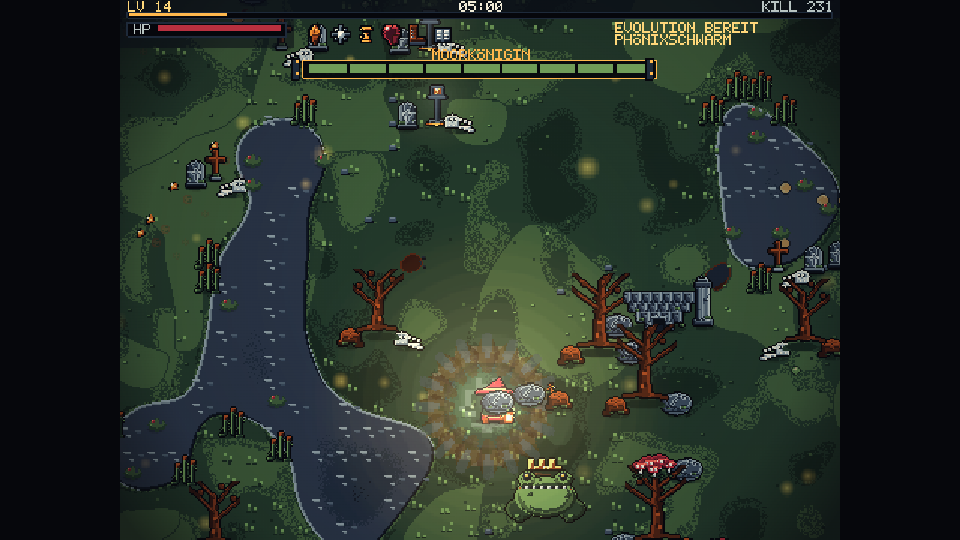 LV 14
05:00
KILL 231
HP
EVOLUTION BEREIT
PHÖNIXSCHWARM
MOORKÖNIGIN